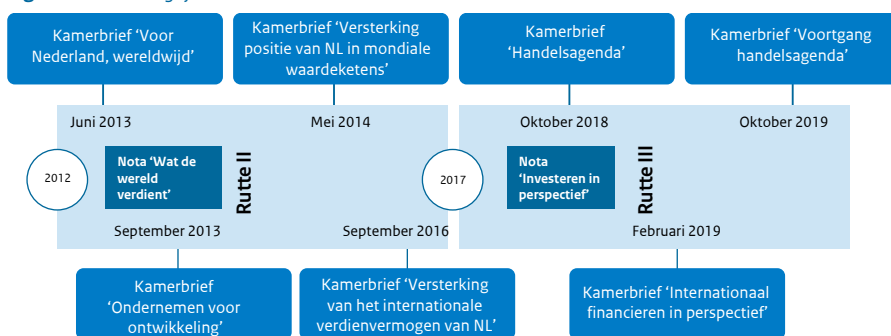 Kamerbrief ‘Voor
Nederland, wereldwijd’
Kamerbrief ‘Versterking
positie van NL in mondiale
waardeketens’
Kamerbrief
‘Handelsagenda’
Kamerbrief ‘Voortgang
handelsagenda’
Juni 2013
Mei 2014
Oktober 2018
Oktober 2019
2012
Nota ‘Wat de
wereld
verdient’
Rutte II
2017
Nota
‘Investeren in
perspectief’
Rutte III
September 2013
September 2016
Februari 2019
Kamerbrief
‘Ondernemen voor
ontwikkeling’
Kamerbrief ‘Versterking
van het internationale
verdienvermogen van NL’
Kamerbrief ‘Internationaal
financieren in perspectief’